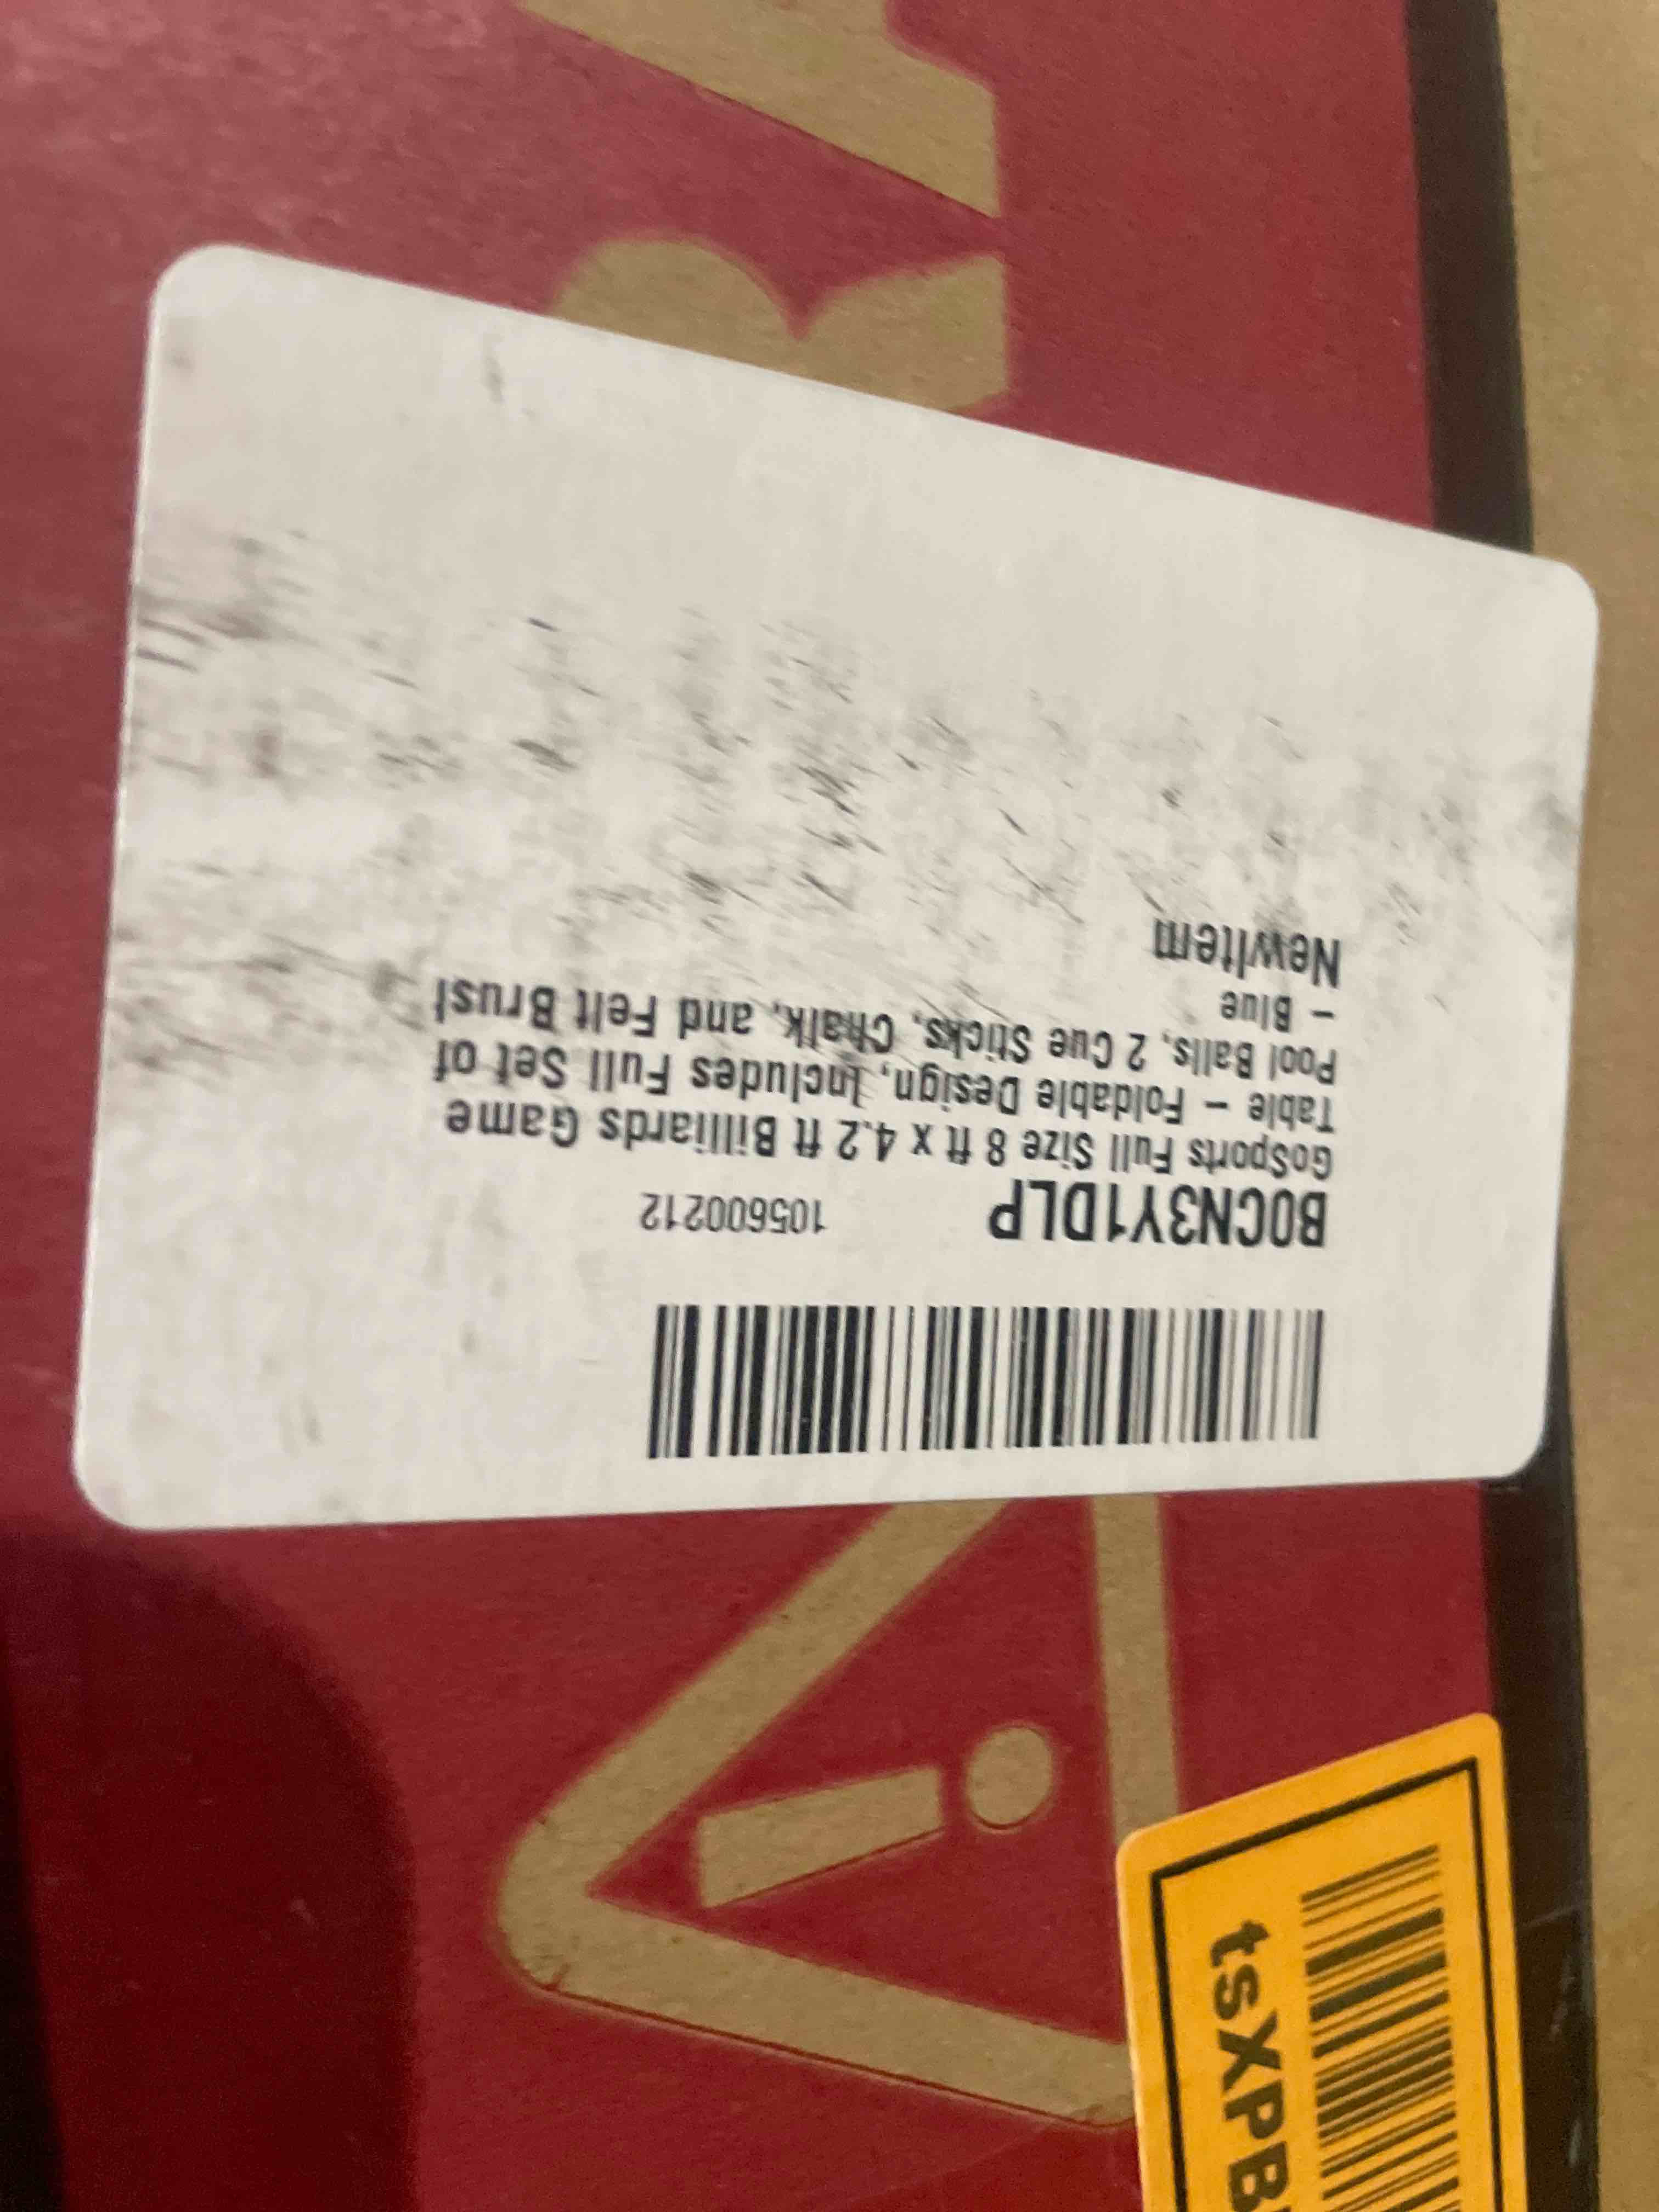 B0CN3Y1DLP 105600212
GoSports Full Size 8 ft x 4.2 ft Billiards Game
Table - Foldable Design, Includes Full Set of
Pool Balls, 2 Cue Sticks, Chalk, and Felt Brus!
- Blue
NewItem
tsXPB